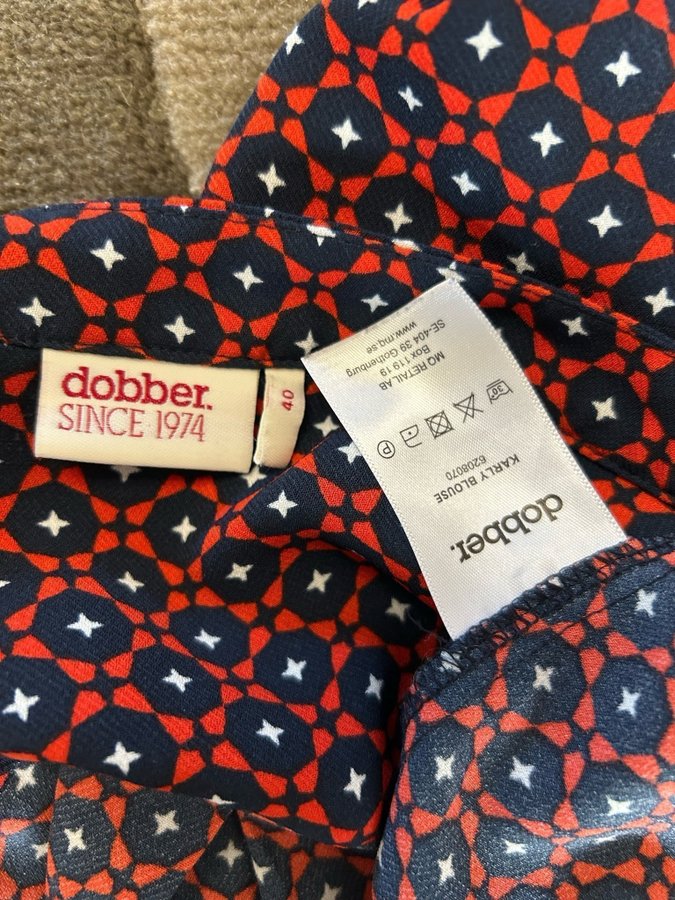 dobber.
SINCE 1974
40
dobber.
KARLY BLOUSE
6208070
30°
P
MQ RETAIL AB
Box 119 19
SE-404 39 Gothenburg
www.mq.se